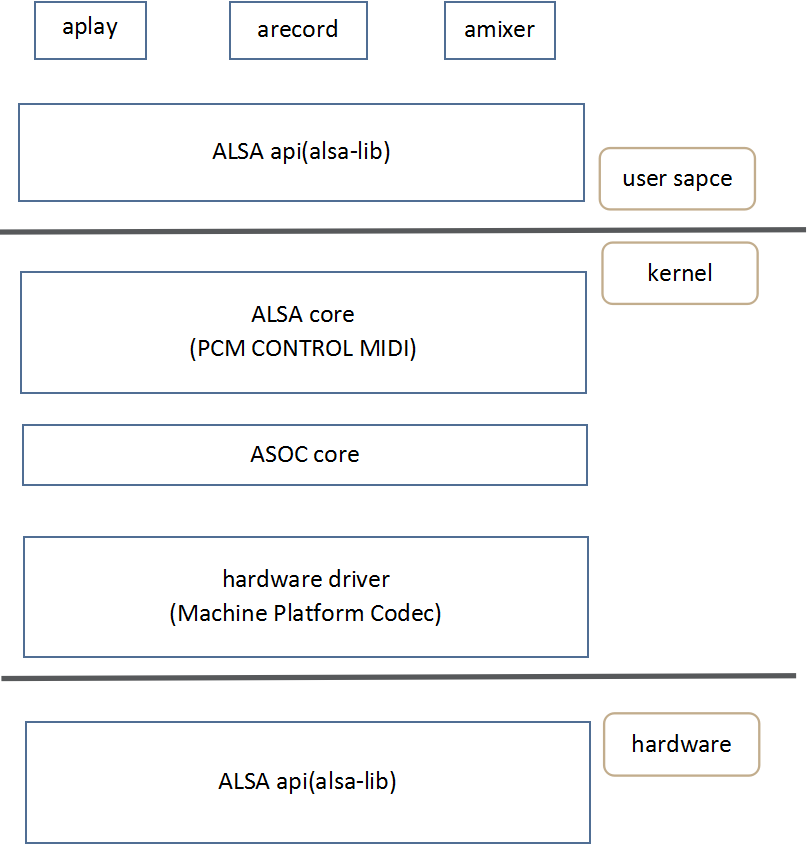 aplay
arecord
amixer
ALSA api(alsa-lib)
user sapce
kernel
ALSA core
(PCM CONTROL MIDI)
ASOC core
hardware driver
(Machine Platform Codec)
hardware
ALSA api(alsa-lib)